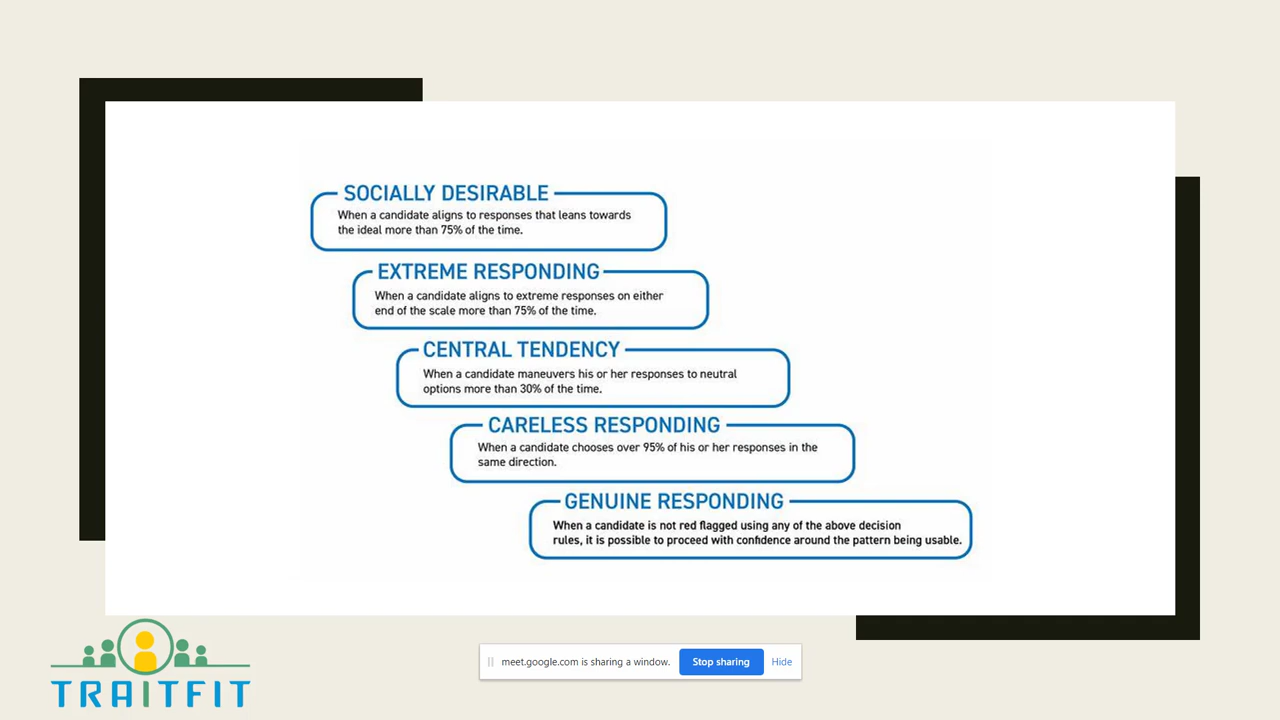 SOCIALLY DESIRABLE
When a candidate aligns to responses that leans towards
the ideal more than 75% of the time.
EXTREME RESPONDING
When a candidate aligns to extreme responses on either
end of the scale more than 75% of the time.
CENTRAL TENDENCY
When a candidate maneuvers his or her responses to neutral
options more than 30% of the time.
CARELESS RESPONDING
When a candidate chooses over 95% of his or her responses in the
same direction.
GENUINE RESPONDING
When a candidate is not red flagged using any of the above decision
rules, it is possible to proceed with confidence around the pattern being usable.
meet.google.com is sharing a window.
Stop sharing
Hide
TRAITFIT